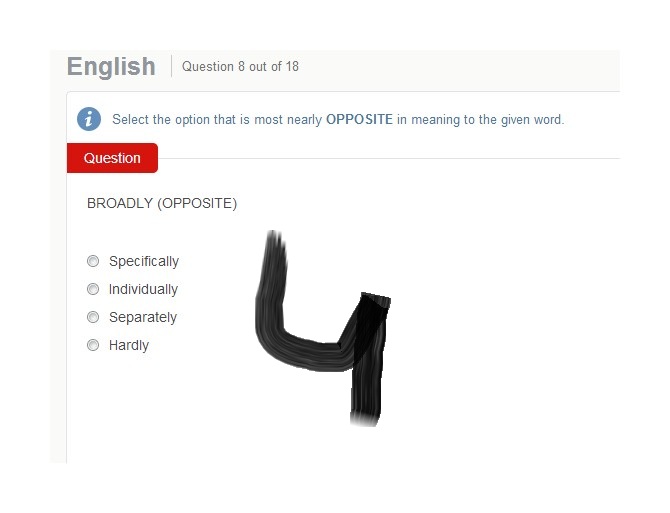 English Question 8 out of 18
i Select the option that is most nearly OPPOSITE in meaning to the given word.
Question
BROADLY (OPPOSITE)
Specifically
Individually
Separately
Hardly
4